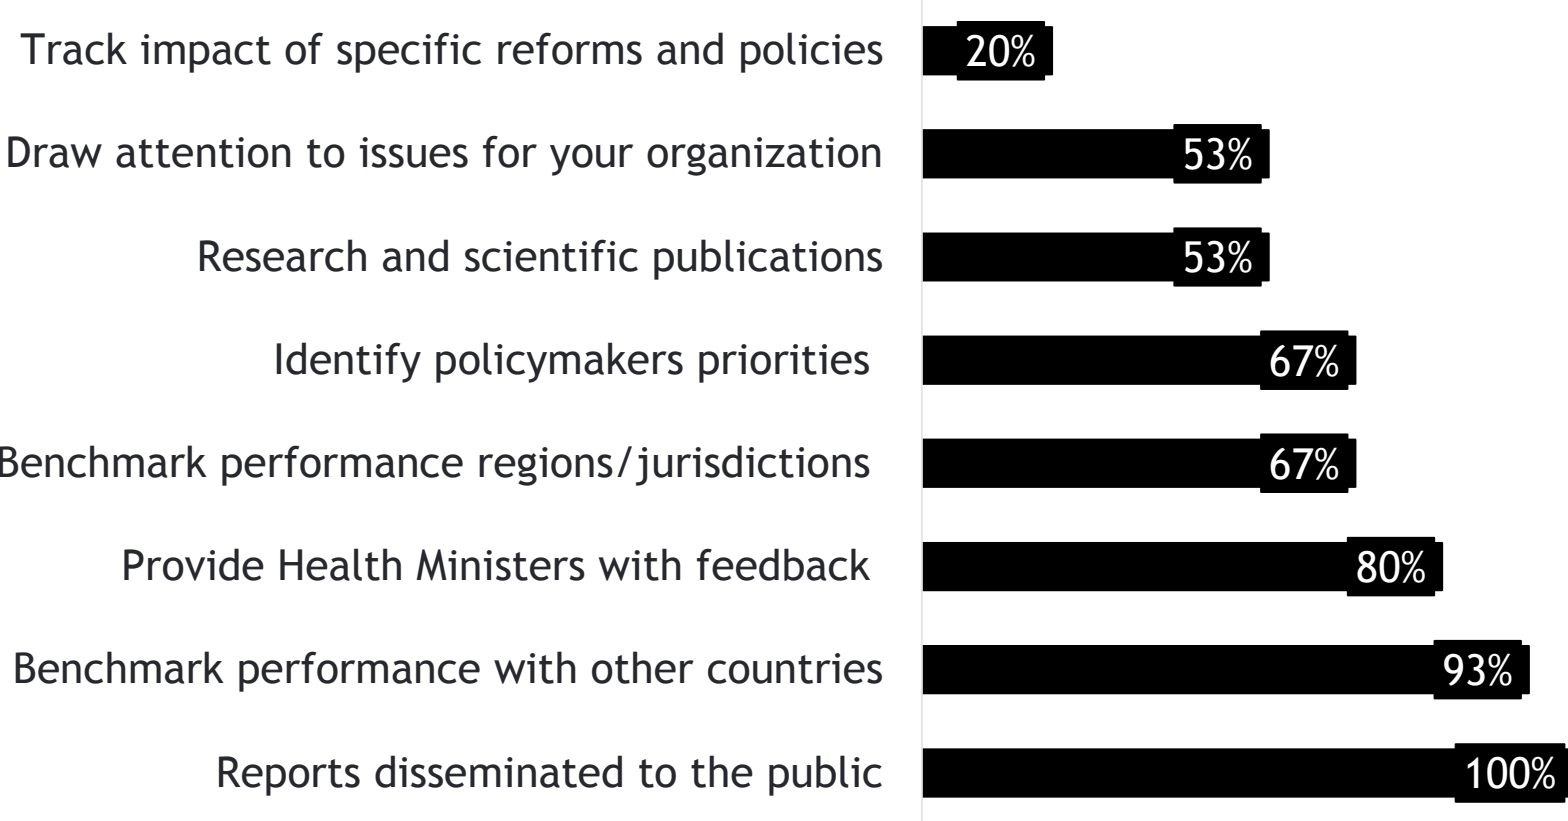 Track impact of specific reforms and policies 20%
Draw attention to issues for your organization 53%
Research and scientific publications 53%
Identify policymakers priorities 67%
Benchmark performance regions/jurisdictions 67%
Provide Health Ministers with feedback 80%
Benchmark performance with other countries 93%
Reports disseminated to the public 100%